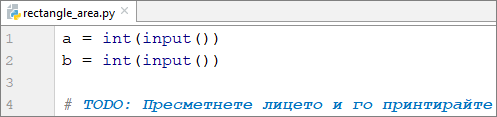 rectangle_area.py
1 a = int(input())
2 b = int(input())
3
4 # TODO: Пресметнете лицето и го принтирайте